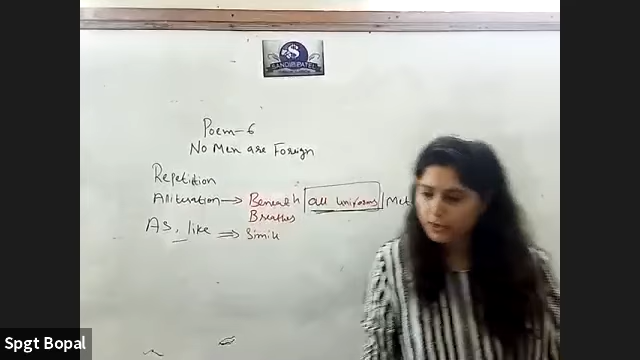 SANDIP PATEL
Poem-6
No Men are Foreign
Repetition
Alliteration → Beneath all uniforms Met
Breathes
As, like ⇒ Simile
Spgt Bopal